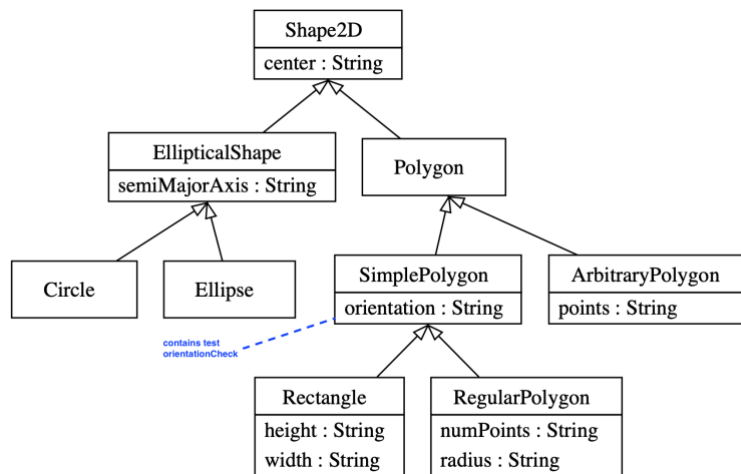 Shape2D
center : String
EllipticalShape
semiMajorAxis : String
Polygon
Circle
Ellipse
SimplePolygon
orientation : String
ArbitraryPolygon
points : String
contains test
orientationCheck
Rectangle
height : String
width : String
RegularPolygon
numPoints : String
radius : String